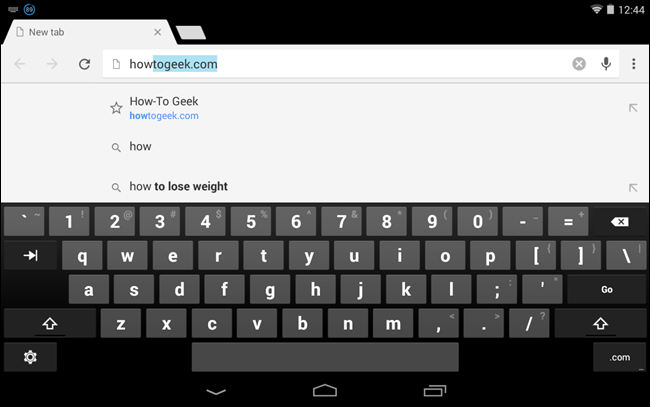 89 12:44
New tab
howtogeek.com
How-To Geek
howtogeek.com
how
how to lose weight
` ~ 1 ! 2 @ 3 # 4 $ 5 % 6 ^ 7 & 8 * 9 ( 0 ) - _ = +
q w e r t y u i o p [ { ] } \ |
a s d f g h j k l ; : ' " Go
z x c v b n m , < . > / ?
.com